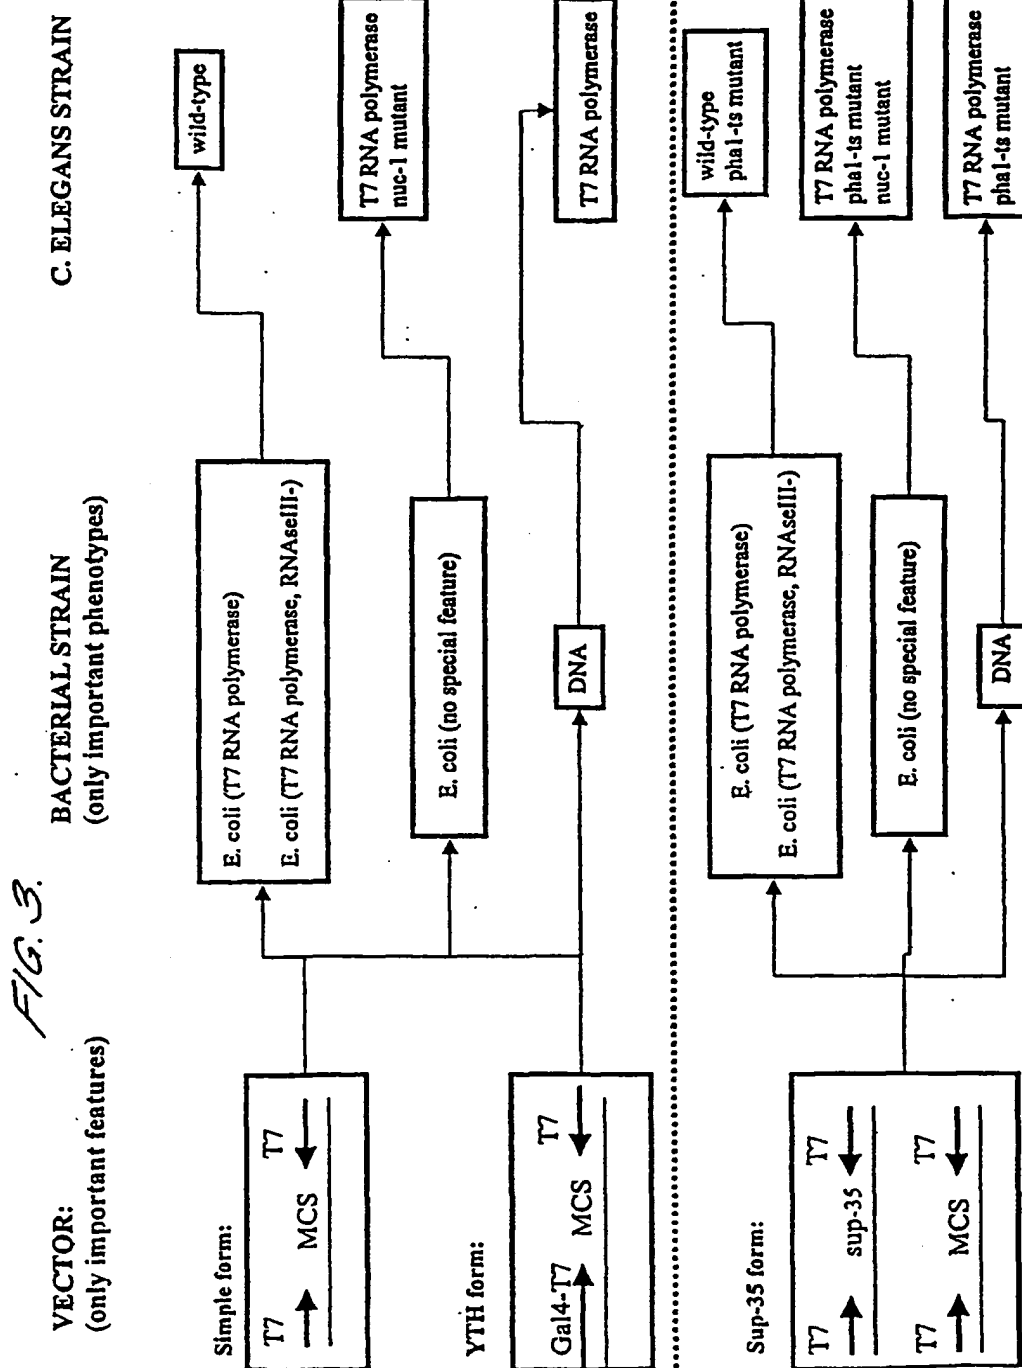 FIG. 3.
VECTOR:
(only important features)
BACTERIAL STRAIN
(only important phenotypes)
C. ELEGANS STRAIN
Simple form:
T7
T7
MCS
E. coli (T7 RNA polymerase)
E. coli (T7 RNA polymerase, RNAseIII-)
wild-type
E. coli (no special feature)
T7 RNA polymerase
nuc-1 mutant
YTH form:
Gal4-T7
T7
MCS
DNA
T7 RNA polymerase
Sup-35 form:
T7
T7
sup-35
T7
T7
MCS
E. coli (T7 RNA polymerase)
E. coli (T7 RNA polymerase, RNAseIII-)
wild-type
pha1-ts mutant
E. coli (no special feature)
T7 RNA polymerase
pha1-ts mutant
nuc-1 mutant
DNA
T7 RNA polymerase
pha1-ts mutant